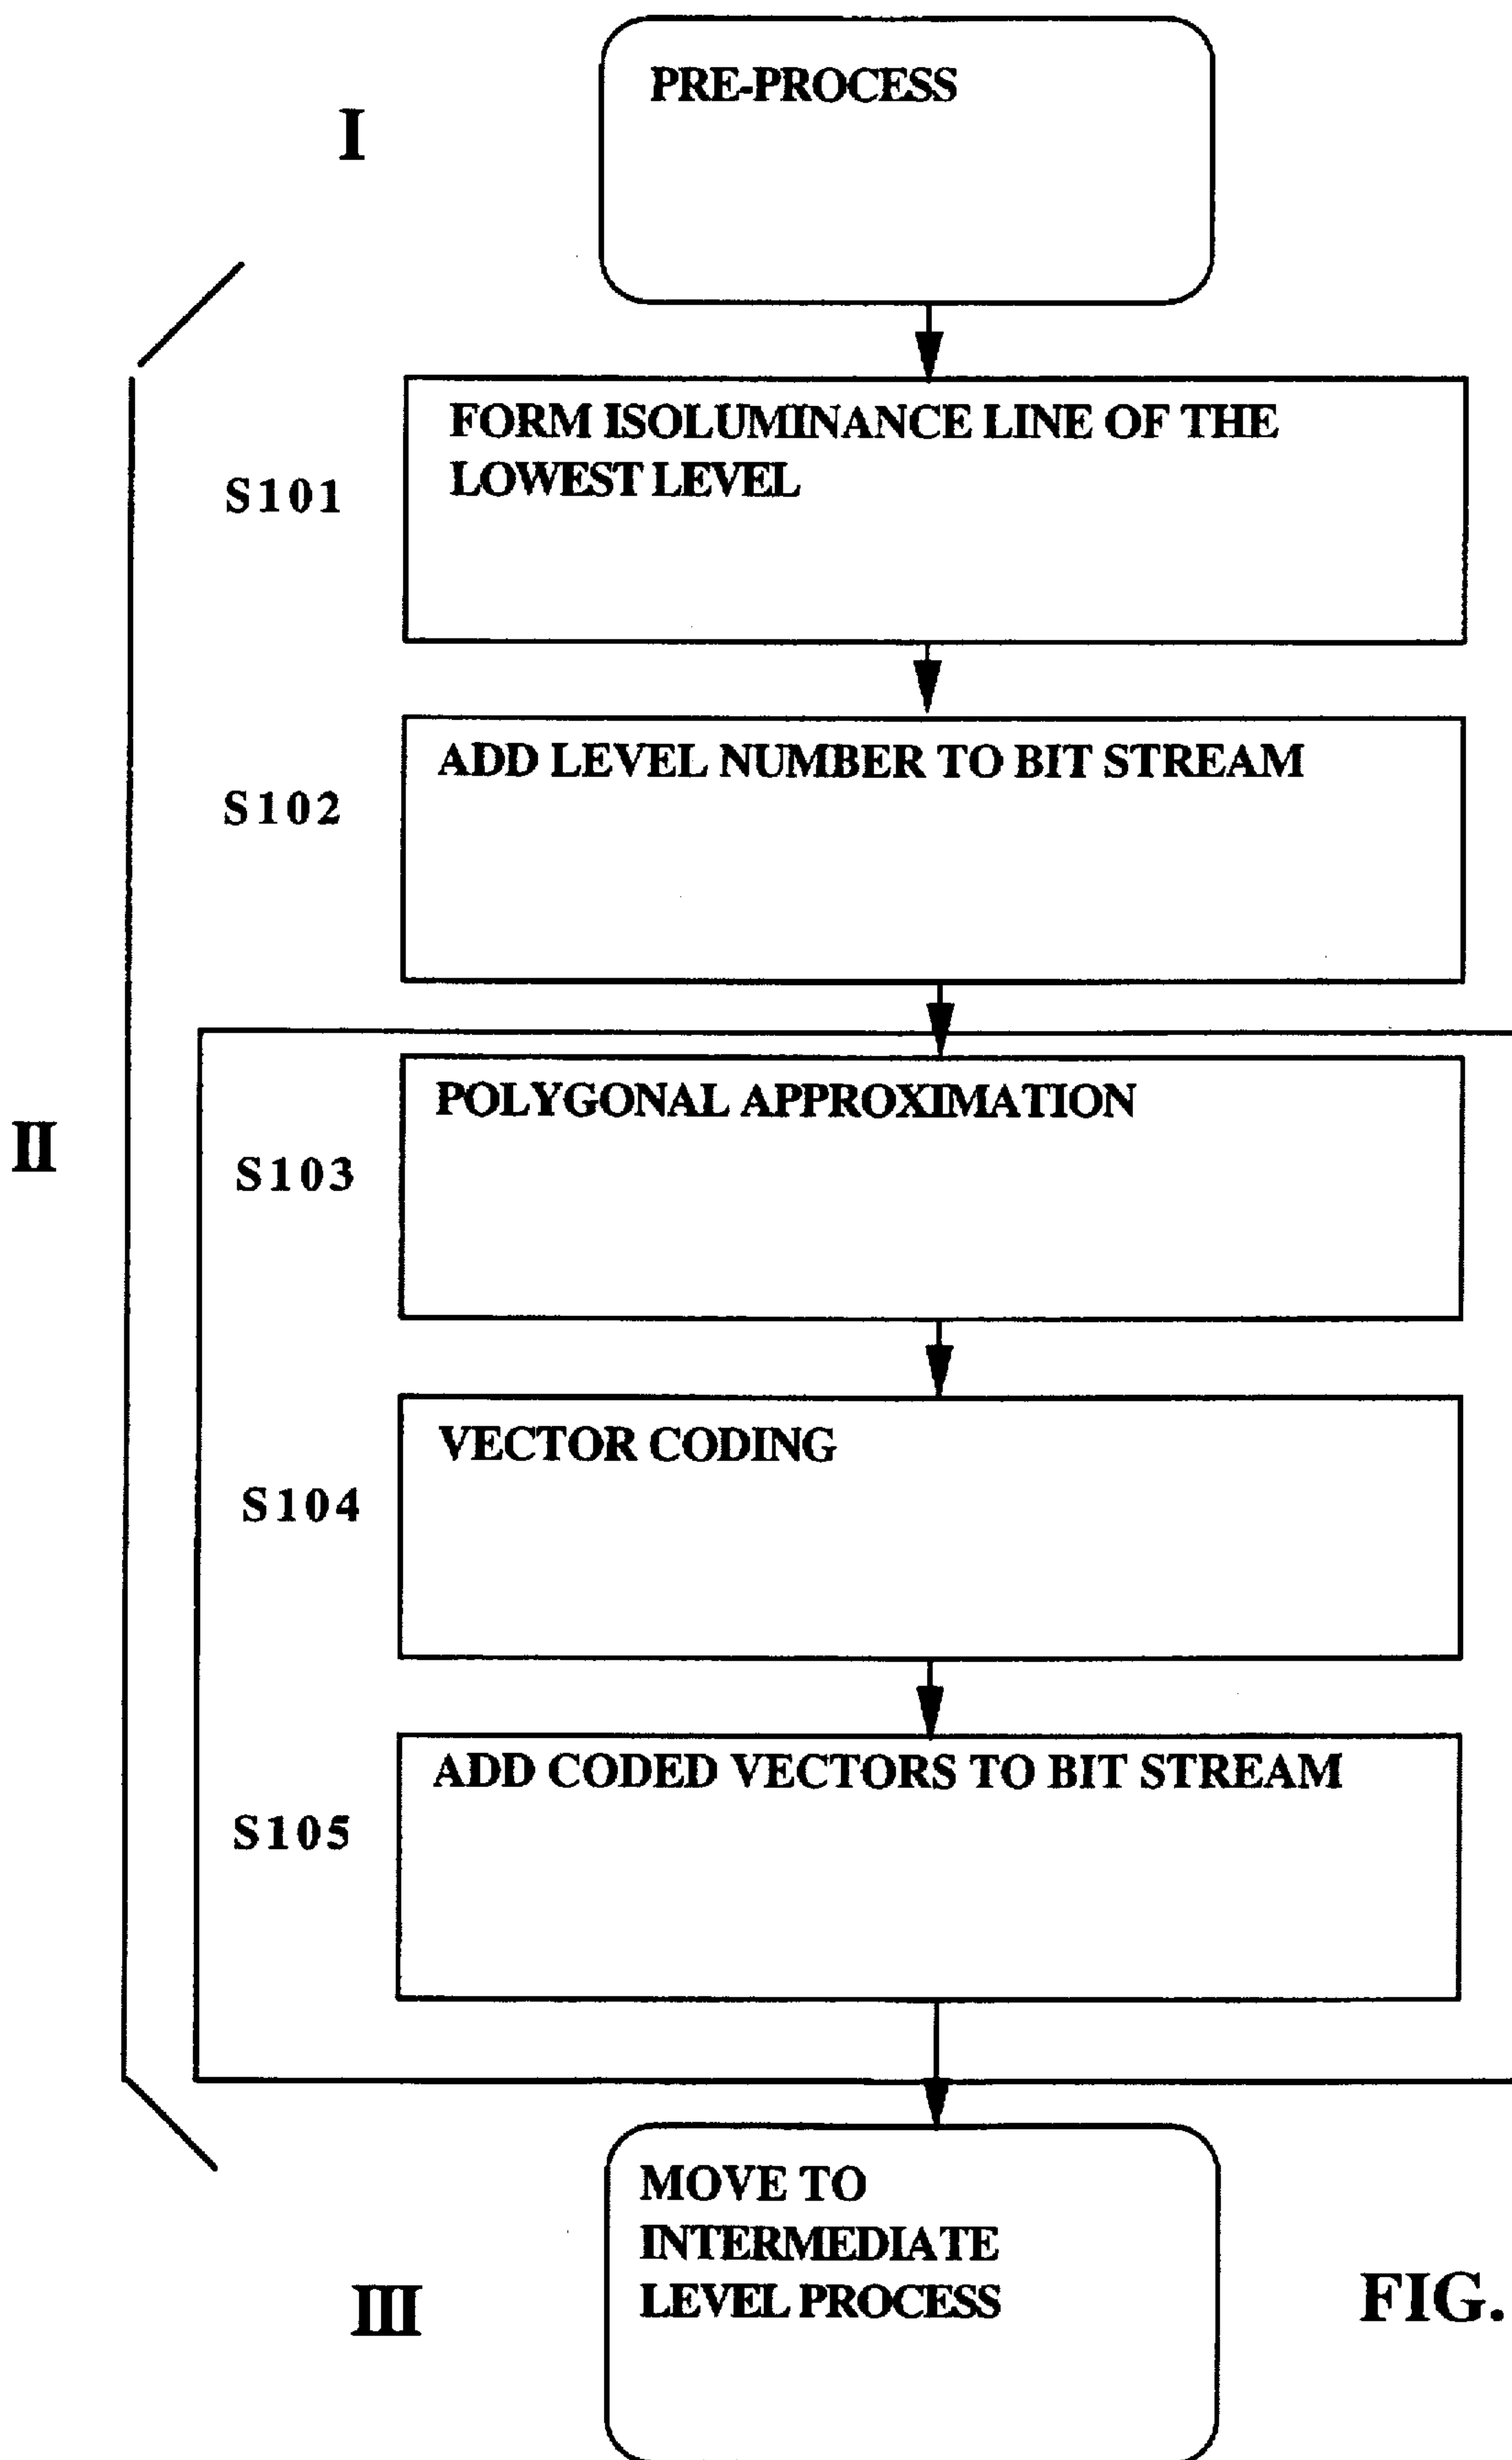 I
PRE-PROCESS
S101
FORM ISOLUMINANCE LINE OF THE
LOWEST LEVEL
S102
ADD LEVEL NUMBER TO BIT STREAM
II
S103
POLYGONAL APPROXIMATION
S104
VECTOR CODING
S105
ADD CODED VECTORS TO BIT STREAM
III
MOVE TO
INTERMEDIATE
LEVEL PROCESS
FIG.